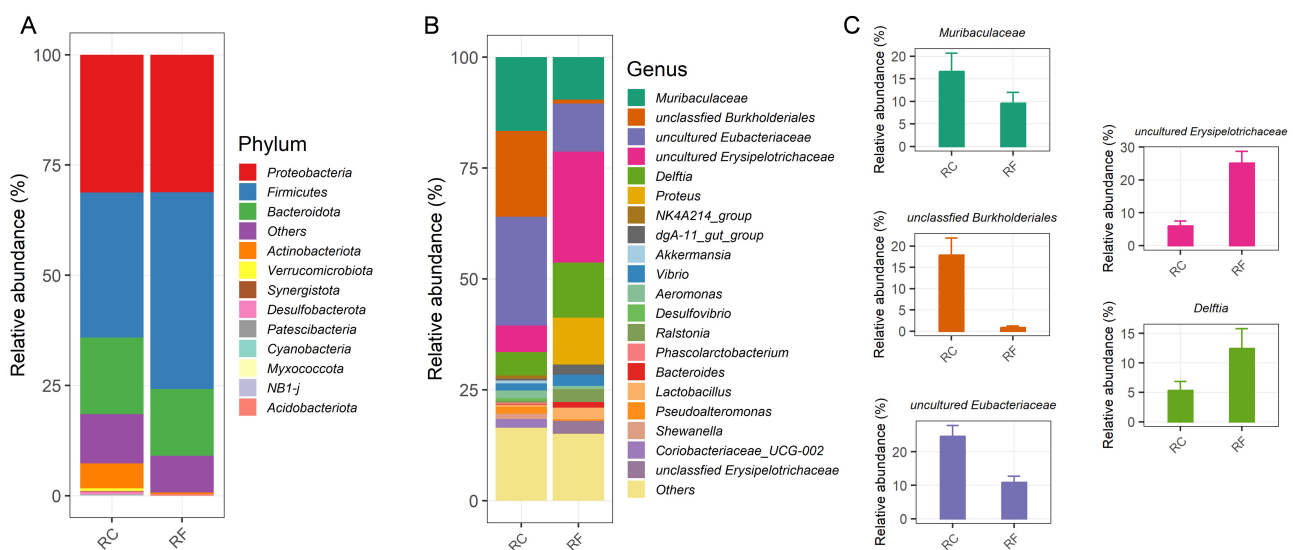 A
Relative abundance (%)
100
75
50
25
0
RC
RF
Phylum
Proteobacteria
Firmicutes
Bacteroidota
Others
Actinobacteriota
Verrucomicrobiota
Synergistota
Desulfobacterota
Patescibacteria
Cyanobacteria
Myxococcota
NB1-j
Acidobacteriota
B
Relative abundance (%)
100
75
50
25
0
RC
RF
Genus
Muribaculaceae
unclassfied Burkholderiales
uncultured Eubacteriaceae
uncultured Erysipelotrichaceae
Delftia
Proteus
NK4A214_group
dgA-11_gut_group
Akkermansia
Vibrio
Aeromonas
Desulfovibrio
Ralstonia
Phascolarctobacterium
Bacteroides
Lactobacillus
Pseudoalteromonas
Shewanella
Coriobacteriaceae_UCG-002
unclassfied Erysipelotrichaceae
Others
C
Muribaculaceae
Relative abundance (%)
20
15
10
5
0
RC
RF
unclassfied Burkholderiales
Relative abundance (%)
20
15
10
5
0
RC
RF
uncultured Eubacteriaceae
Relative abundance (%)
20
10
0
RC
RF
uncultured Erysipelotrichaceae
Relative abundance (%)
30
20
10
0
RC
RF
Delftia
Relative abundance (%)
15
10
5
0
RC
RF